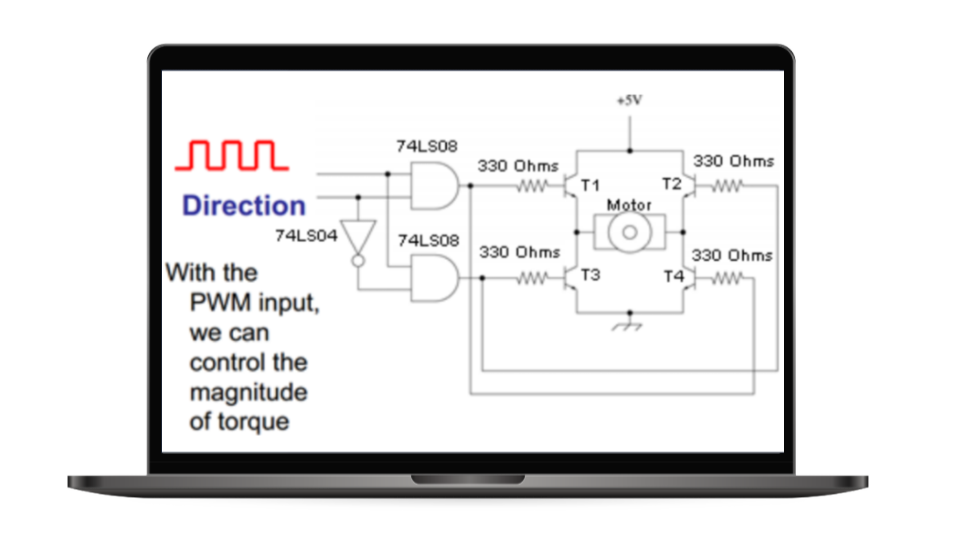 +5V
74LS08
330 Ohms
330 Ohms
T1
T2
Direction
Motor
74LS04
74LS08
330 Ohms
330 Ohms
T3
T4
With the
PWM input,
we can
control the
magnitude
of torque